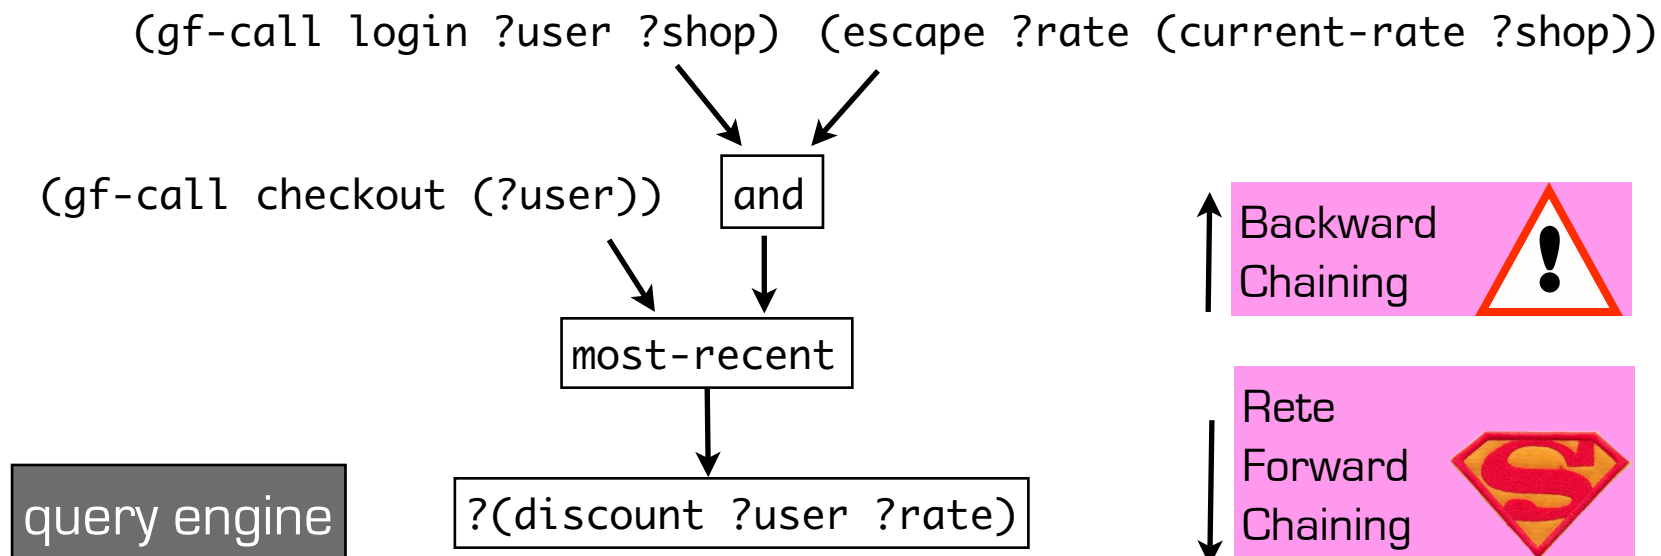 (gf-call login ?user ?shop) (escape ?rate (current-rate ?shop))
(gf-call checkout (?user))
and
Backward
Chaining
!
most-recent
Rete
Forward
Chaining
S
query engine
?(discount ?user ?rate)